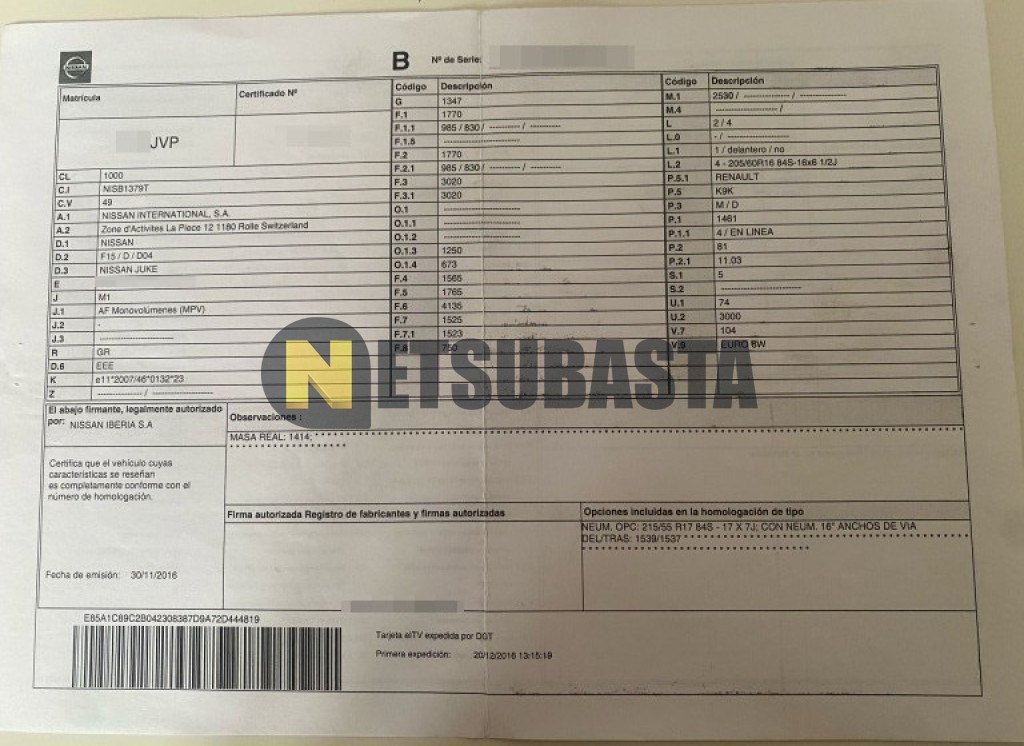 NISSAN
B Nº de Serie:
Matrícula
Certificado Nº
JVP
CL 1000
C.I NISB1379T
C.V 49
A.1 NISSAN INTERNATIONAL, S.A.
A.2 Zone d'Activites La Piece 12 1180 Rolle Switzerland
D.1 NISSAN
D.2 F15 / D / D04
D.3 NISSAN JUKE
E
J M1
J.1 AF Monovolúmenes (MPV)
J.2 -
J.3 --------------------
R GR
D.6 EEE
K e11*2007/46*0132*23
Z ------------ / ----------------
Código Descripción
G 1347
F.1 1770
F.1.1 985 / 830 / ---------- / ----------
F.1.5 --------------------
F.2 1770
F.2.1 985 / 830 / ---------- / ----------
F.3 3020
F.3.1 3020
O.1 --------------------
O.1.1 --------------------
O.1.2 --------------------
O.1.3 1250
O.1.4 673
F.4 1565
F.5 1765
F.6 4135
F.7 1525
F.7.1 1523
F.8 750
Código Descripción
M.1 2530 / ------------ / ------------
M.4 ---------------- /
L 2 / 4
L.0 - / ----------------
L.1 1 / delantero / no
L.2 4 - 205/60R16 84S-16x6 1/2J
P.5.1 RENAULT
P.5 K9K
P.3 M / D
P.1 1461
P.1.1 4 / EN LINEA
P.2 81
P.2.1 11.03
S.1 5
S.2 --------------------
U.1 74
U.2 3000
V.7 104
V.9 EURO 6W
NETSUBASTA
El abajo firmante, legalmente autorizado
por: NISSAN IBERIA S.A
Certifica que el vehículo cuyas
características se reseñan
es completamente conforme con el
número de homologación.
Fecha de emisión: 30/11/2016
Observaciones :
MASA REAL: 1414;
Firma autorizada Registro de fabricantes y firmas autorizadas
Opciones incluidas en la homologación de tipo
NEUM. OPC: 215/55 R17 84S - 17 X 7J; CON NEUM. 16" ANCHOS DE VIA
DEL/TRAS: 1539/1537
E85A1C89C2B042308387D9A72D444819
Tarjeta eITV expedida por DGT
Primera expedición: 20/12/2016 13:15:19